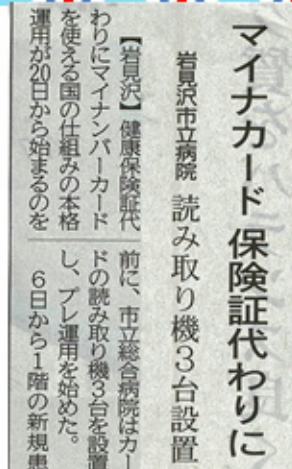 マイナカード 保険証代わりに
岩見沢市立病院 読み取り機3台設置
【岩見沢】健康保険証代
わりにマイナンバーカード
を使える国の仕組みの本格
運用が20日から始まるのを
前に、市立総合病院はカー
ドの読み取り機3台を設置
し、プレ運用を始めた。
6日から1階の新規患